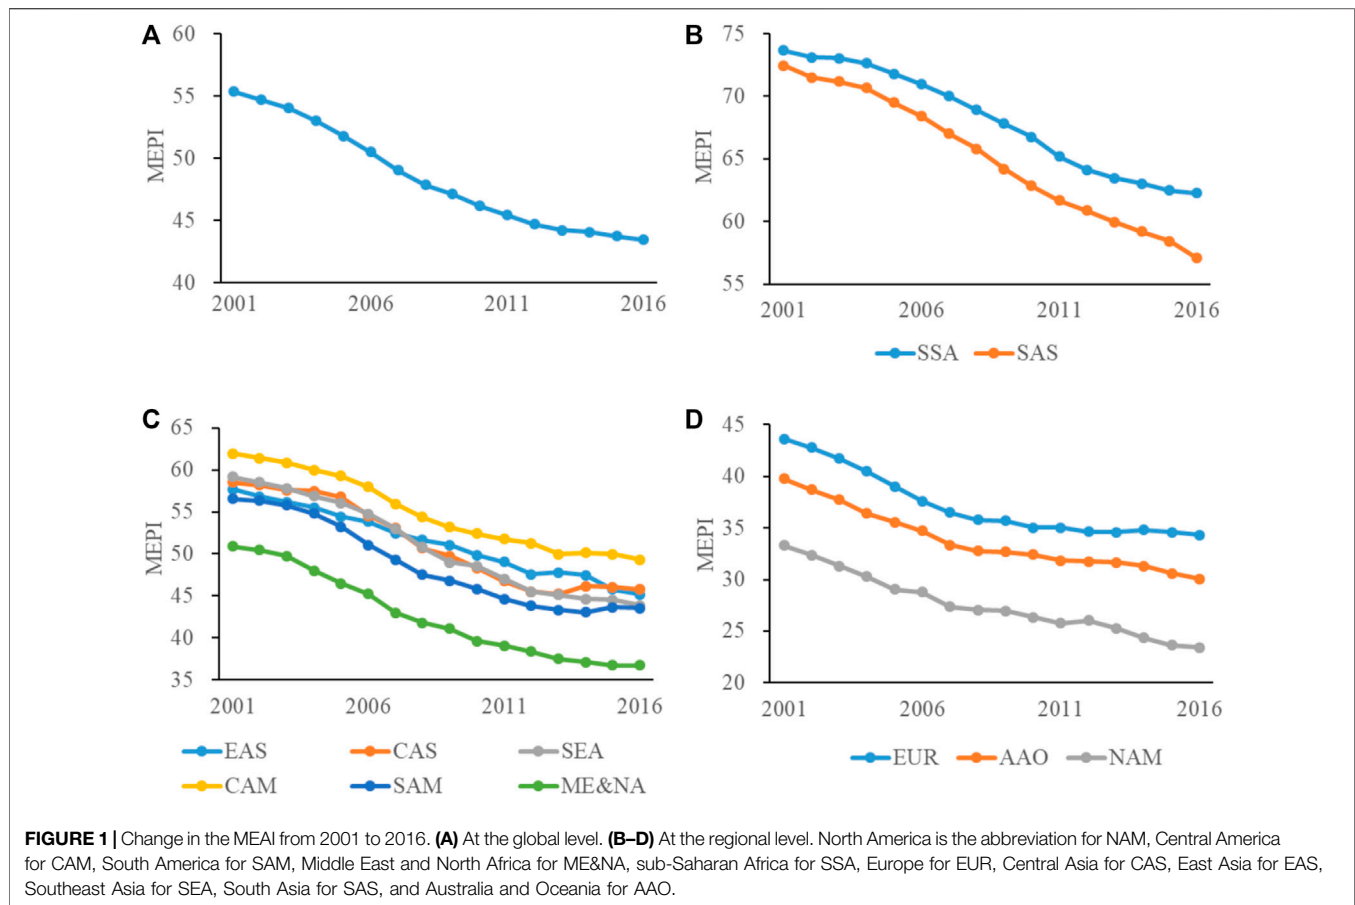 A
60
55
50
45
40
MEPI
2001 2006 2011 2016
B
75
70
65
60
55
MEPI
2001 2006 2011 2016
SSA SAS
C
65
60
55
50
45
40
35
MEPI
2001 2006 2011 2016
EAS CAS SEA
CAM SAM ME&NA
D
45
40
35
30
25
20
MEPI
2001 2006 2011 2016
EUR AAO NAM
FIGURE 1 | Change in the MEAI from 2001 to 2016. (A) At the global level. (B–D) At the regional level. North America is the abbreviation for NAM, Central America
for CAM, South America for SAM, Middle East and North Africa for ME&NA, sub-Saharan Africa for SSA, Europe for EUR, Central Asia for CAS, East Asia for EAS,
Southeast Asia for SEA, South Asia for SAS, and Australia and Oceania for AAO.